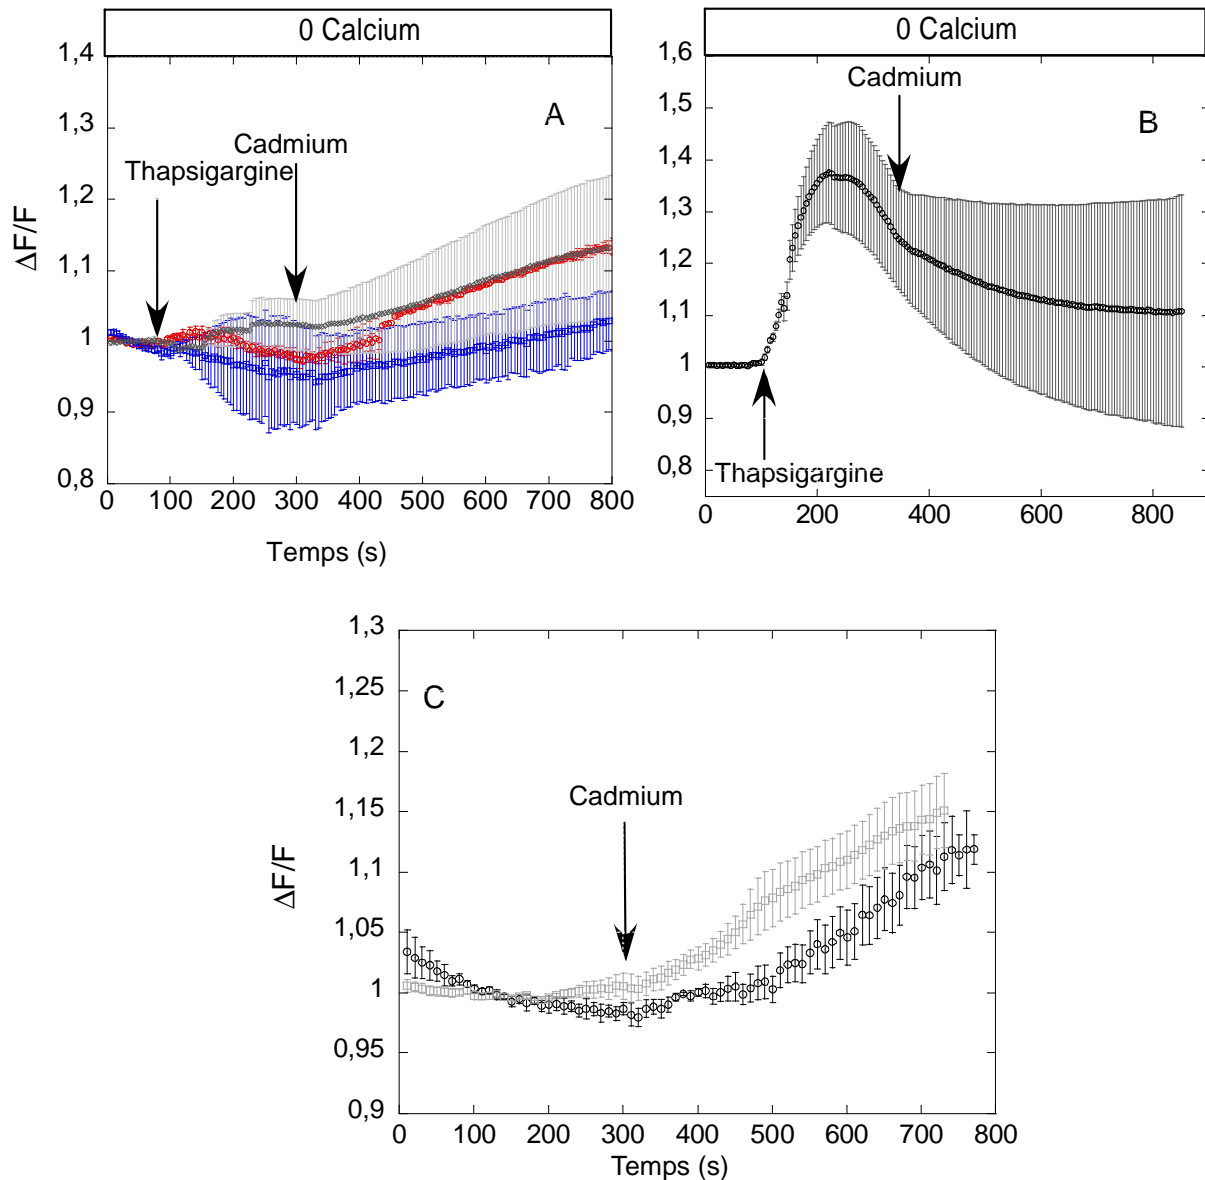 0 Calcium
1,4
1,3
1,2
1,1
1
0,9
0,8
ΔF/F
A
Cadmium
Thapsigargine
0 100 200 300 400 500 600 700 800
Temps (s)
0 Calcium
1,6
1,5
1,4
1,3
1,2
1,1
1
0,9
0,8
Cadmium
B
Thapsigargine
0 200 400 600 800
1,3
1,25
1,2
1,15
1,1
1,05
1
0,95
0,9
ΔF/F
C
Cadmium
0 100 200 300 400 500 600 700 800
Temps (s)